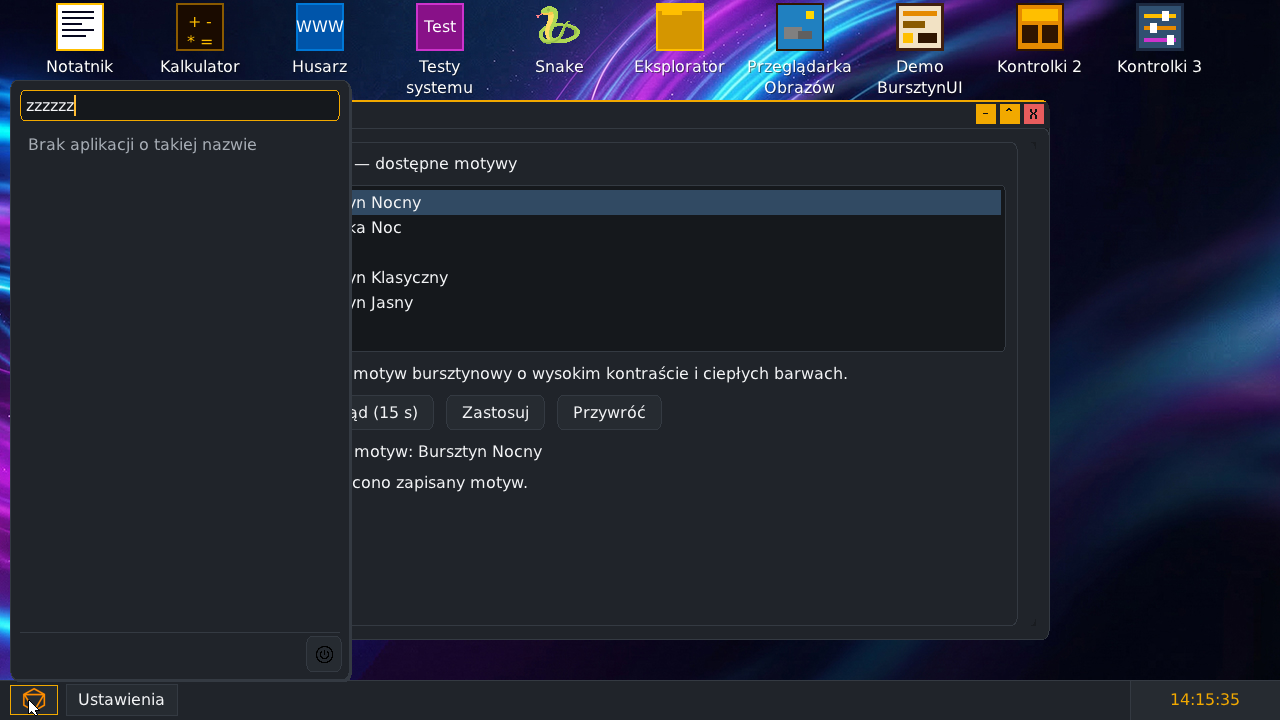 + -
* =
WWW
Test
Notatnik
Kalkulator
Husarz
Testy
systemu
Snake
Eksplorator
Przeglądarka
Obrazów
Demo
BursztynUI
Kontrolki 2
Kontrolki 3
zzzzzz
Brak aplikacji o takiej nazwie
- ^ X
— dostępne motywy
yn Nocny
ka Noc
yn Klasyczny
yn Jasny
motyw bursztynowy o wysokim kontraście i ciepłych barwach.
ąd (15 s) Zastosuj Przywróć
motyw: Bursztyn Nocny
cono zapisany motyw.
Ustawienia
14:15:35